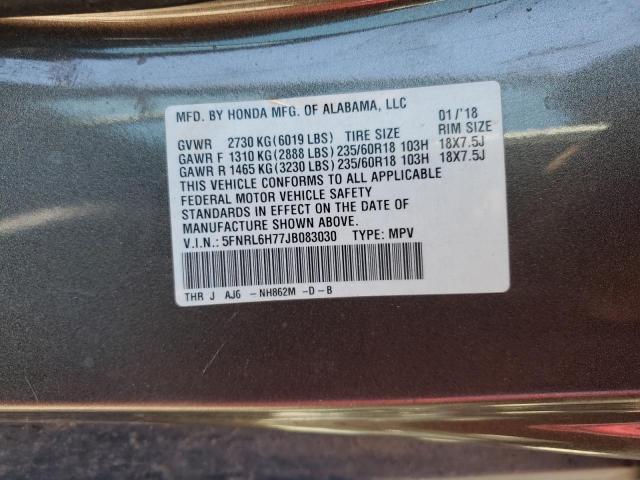 MFD. BY HONDA MFG. OF ALABAMA, LLC 01/'18
GVWR 2730 KG(6019 LBS) TIRE SIZE RIM SIZE
GAWR F 1310 KG(2888 LBS) 235/60R18 103H 18X7.5J
GAWR R 1465 KG(3230 LBS) 235/60R18 103H 18X7.5J
THIS VEHICLE CONFORMS TO ALL APPLICABLE
FEDERAL MOTOR VEHICLE SAFETY
STANDARDS IN EFFECT ON THE DATE OF
MANUFACTURE SHOWN ABOVE.
V.I.N.: 5FNRL6H77JB083030 TYPE: MPV
THR J AJ6 -NH862M -D-B